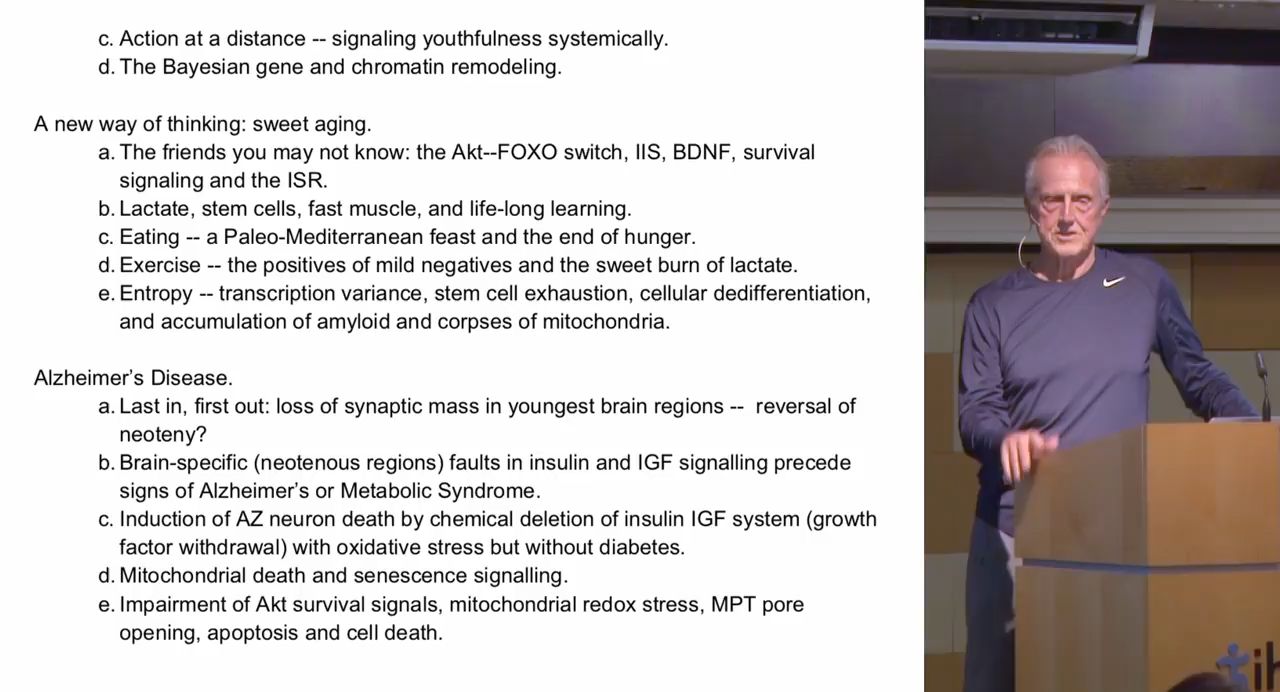 c. Action at a distance -- signaling youthfulness systemically.
d. The Bayesian gene and chromatin remodeling.
A new way of thinking: sweet aging.
a. The friends you may not know: the Akt--FOXO switch, IIS, BDNF, survival
signaling and the ISR.
b. Lactate, stem cells, fast muscle, and life-long learning.
c. Eating -- a Paleo-Mediterranean feast and the end of hunger.
d. Exercise -- the positives of mild negatives and the sweet burn of lactate.
e. Entropy -- transcription variance, stem cell exhaustion, cellular dedifferentiation,
and accumulation of amyloid and corpses of mitochondria.
Alzheimer's Disease.
a. Last in, first out: loss of synaptic mass in youngest brain regions -- reversal of
neoteny?
b. Brain-specific (neotenous regions) faults in insulin and IGF signalling precede
signs of Alzheimer's or Metabolic Syndrome.
c. Induction of AZ neuron death by chemical deletion of insulin IGF system (growth
factor withdrawal) with oxidative stress but without diabetes.
d. Mitochondrial death and senescence signalling.
e. Impairment of Akt survival signals, mitochondrial redox stress, MPT pore
opening, apoptosis and cell death.